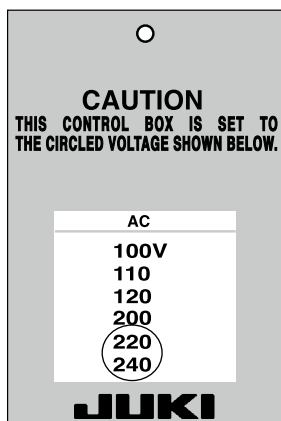 CAUTION
THIS CONTROL BOX IS SET TO
THE CIRCLED VOLTAGE SHOWN BELOW.
AC
100V
110
120
200
220
240
JUKI